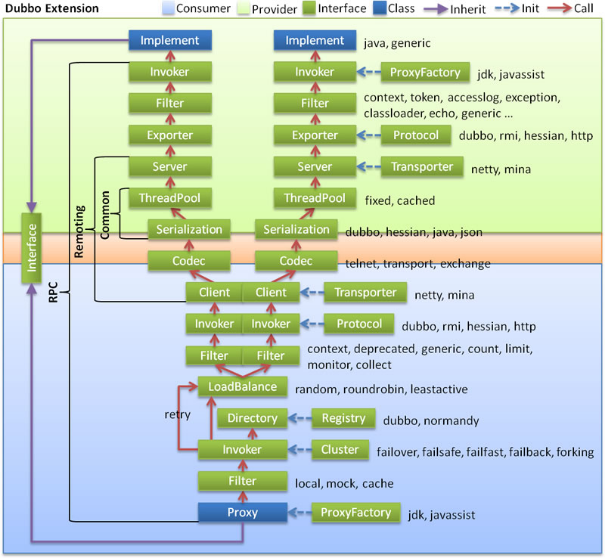 Dubbo Extension Consumer Provider Interface Class Inherit Init Call
Implement Implement java, generic
Invoker Invoker ProxyFactory jdk, javassist
Filter Filter context, token, accesslog, exception,
classloader, echo, generic ...
Exporter Exporter Protocol dubbo, rmi, hessian, http
Server Server Transporter netty, mina
ThreadPool ThreadPool fixed, cached
Common
Remoting
RPC
Interface
Serialization Serialization dubbo, hessian, java, json
Codec Codec telnet, transport, exchange
Client Client Transporter netty, mina
Invoker Invoker Protocol dubbo, rmi, hessian, http
Filter Filter context, deprecated, generic, count, limit,
monitor, collect
LoadBalance random, roundrobin, leastactive
retry
Directory Registry dubbo, normandy
Invoker Cluster failover, failsafe, failfast, failback, forking
Filter local, mock, cache
Proxy ProxyFactory jdk, javassist